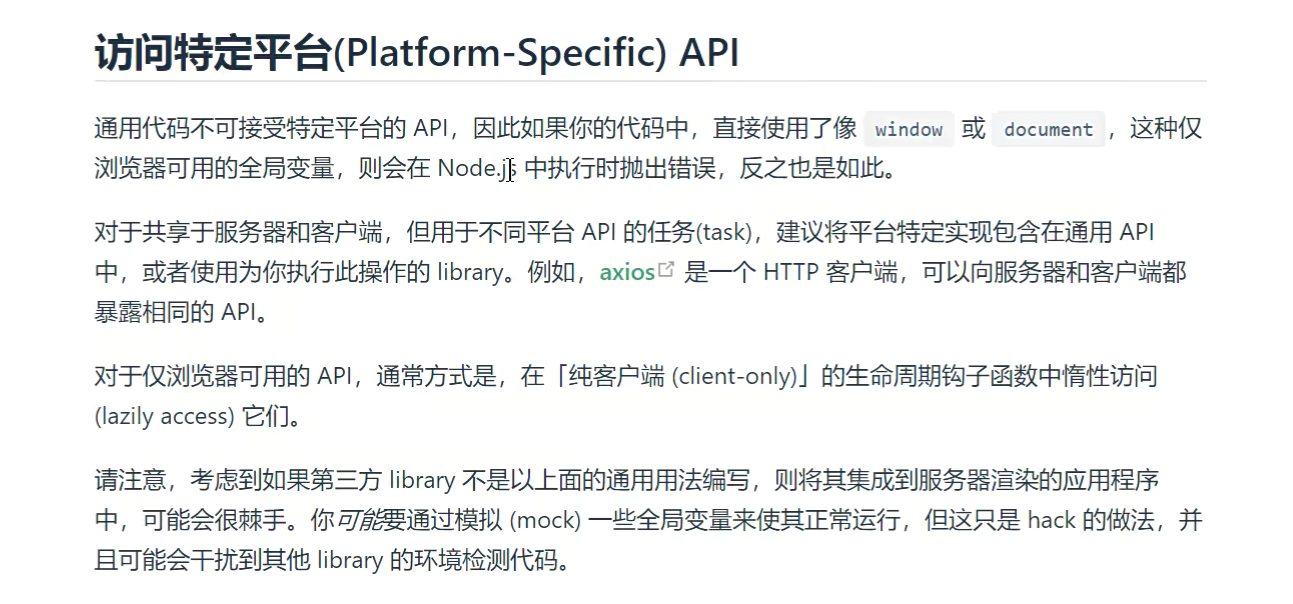 访问特定平台(Platform-Specific) API
通用代码不可接受特定平台的 API，因此如果你的代码中，直接使用了像 window 或 document，这种仅
浏览器可用的全局变量，则会在 Node.js 中执行时抛出错误，反之也是如此。
对于共享于服务器和客户端，但用于不同平台 API 的任务(task)，建议将平台特定实现包含在通用 API
中，或者使用为你执行此操作的 library。例如，axios 是一个 HTTP 客户端，可以向服务器和客户端都
暴露相同的 API。
对于仅浏览器可用的 API，通常方式是，在「纯客户端 (client-only)」的生命周期钩子函数中惰性访问
(lazily access) 它们。
请注意，考虑到如果第三方 library 不是以上面的通用用法编写，则将其集成到服务器渲染的应用程序
中，可能会很棘手。你可能要通过模拟 (mock) 一些全局变量来使其正常运行，但这只是 hack 的做法，并
且可能会干扰到其他 library 的环境检测代码。